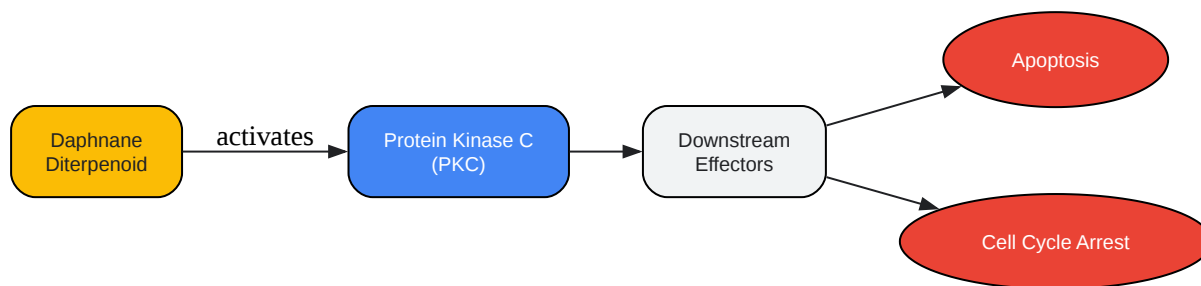 Daphnane
Diterpenoid
activates
Protein Kinase C
(PKC)
Downstream
Effectors
Apoptosis
Cell Cycle Arrest